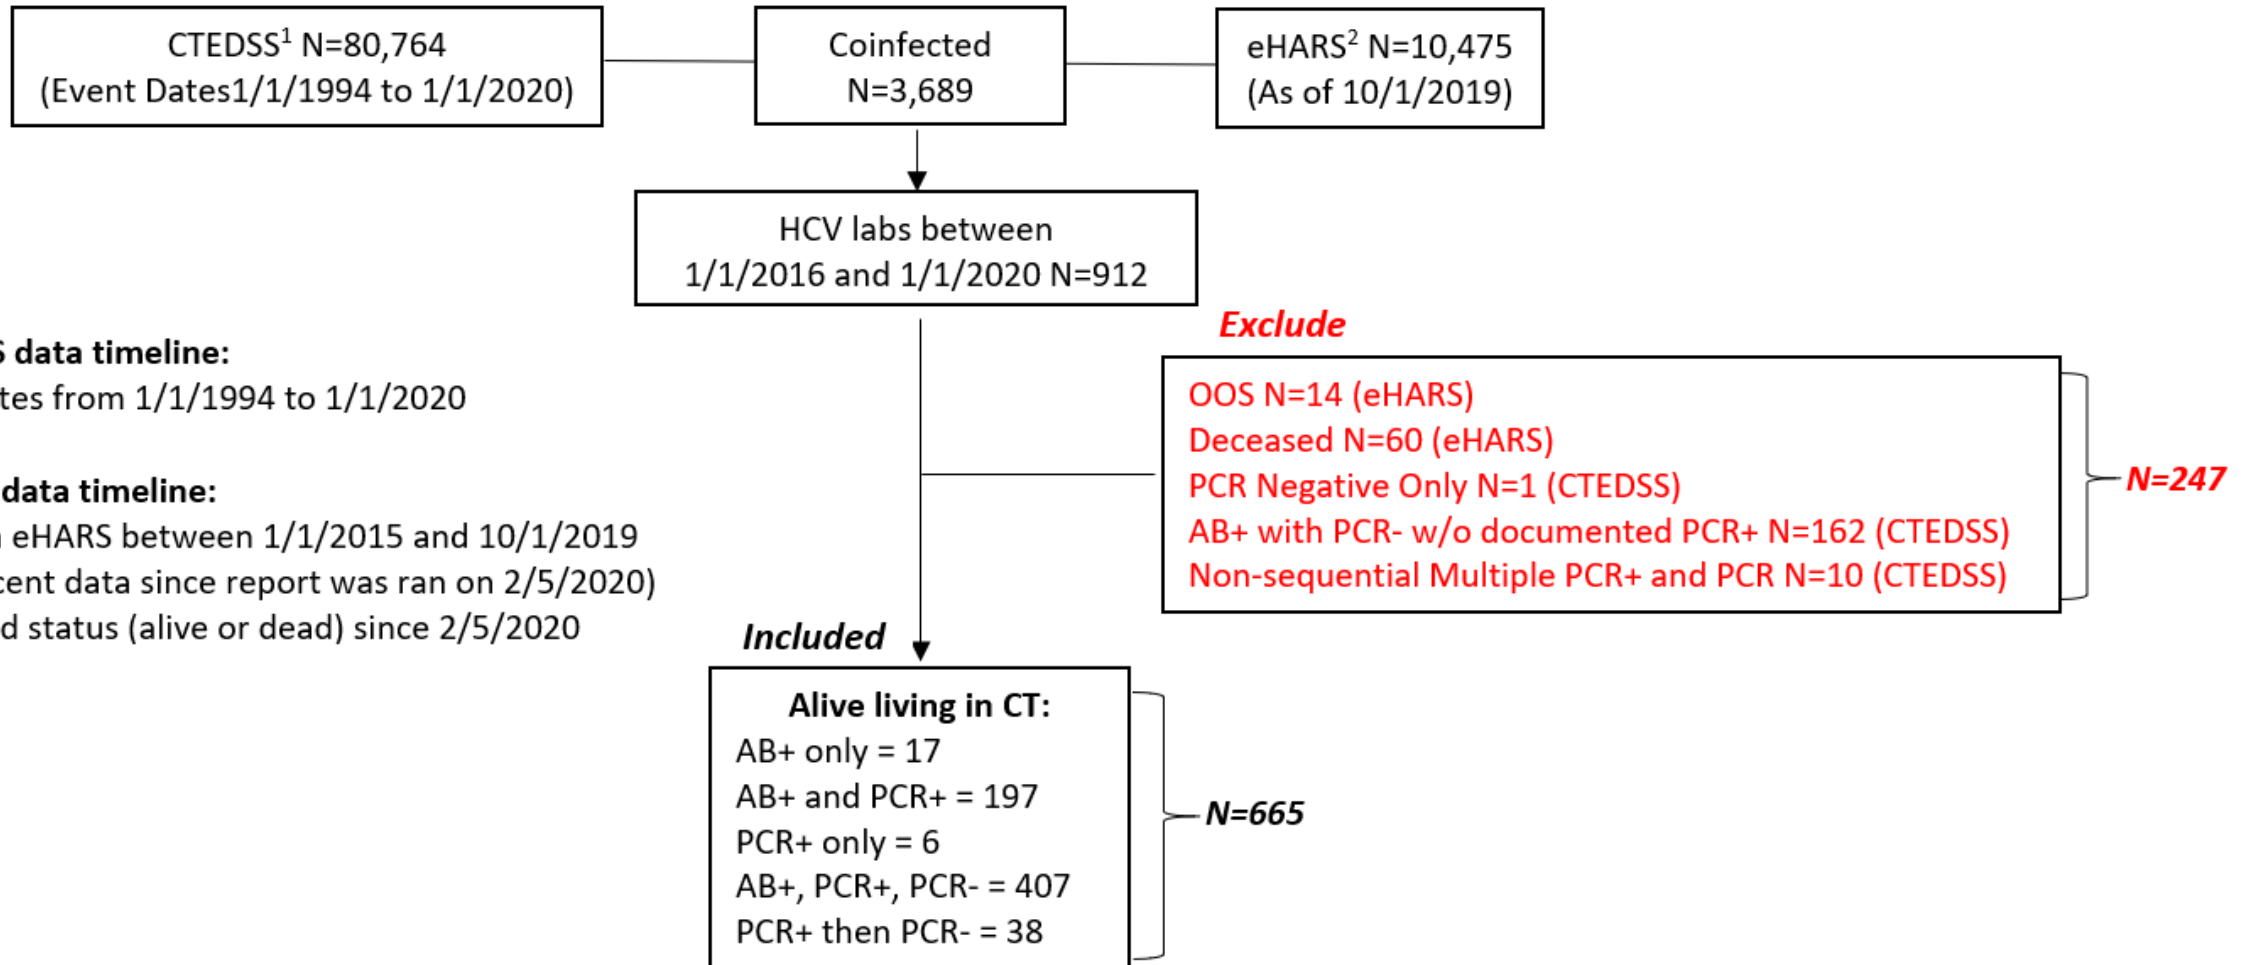 CTEDSS¹ N=80,764
(Event Dates1/1/1994 to 1/1/2020)
Coinfected
N=3,689
eHARS² N=10,475
(As of 10/1/2019)
HCV labs between
1/1/2016 and 1/1/2020 N=912
data timeline:
from 1/1/1994 to 1/1/2020
data timeline:
eHARS between 1/1/2015 and 10/1/2019
data since report was ran on 2/5/2020)
status (alive or dead) since 2/5/2020
Exclude
OOS N=14 (eHARS)
Deceased N=60 (eHARS)
PCR Negative Only N=1 (CTEDSS)
AB+ with PCR- w/o documented PCR+ N=162 (CTEDSS)
Non-sequential Multiple PCR+ and PCR N=10 (CTEDSS)
N=247
Included
Alive living in CT:
AB+ only = 17
AB+ and PCR+ = 197
PCR+ only = 6
AB+, PCR+, PCR- = 407
PCR+ then PCR- = 38
N=665